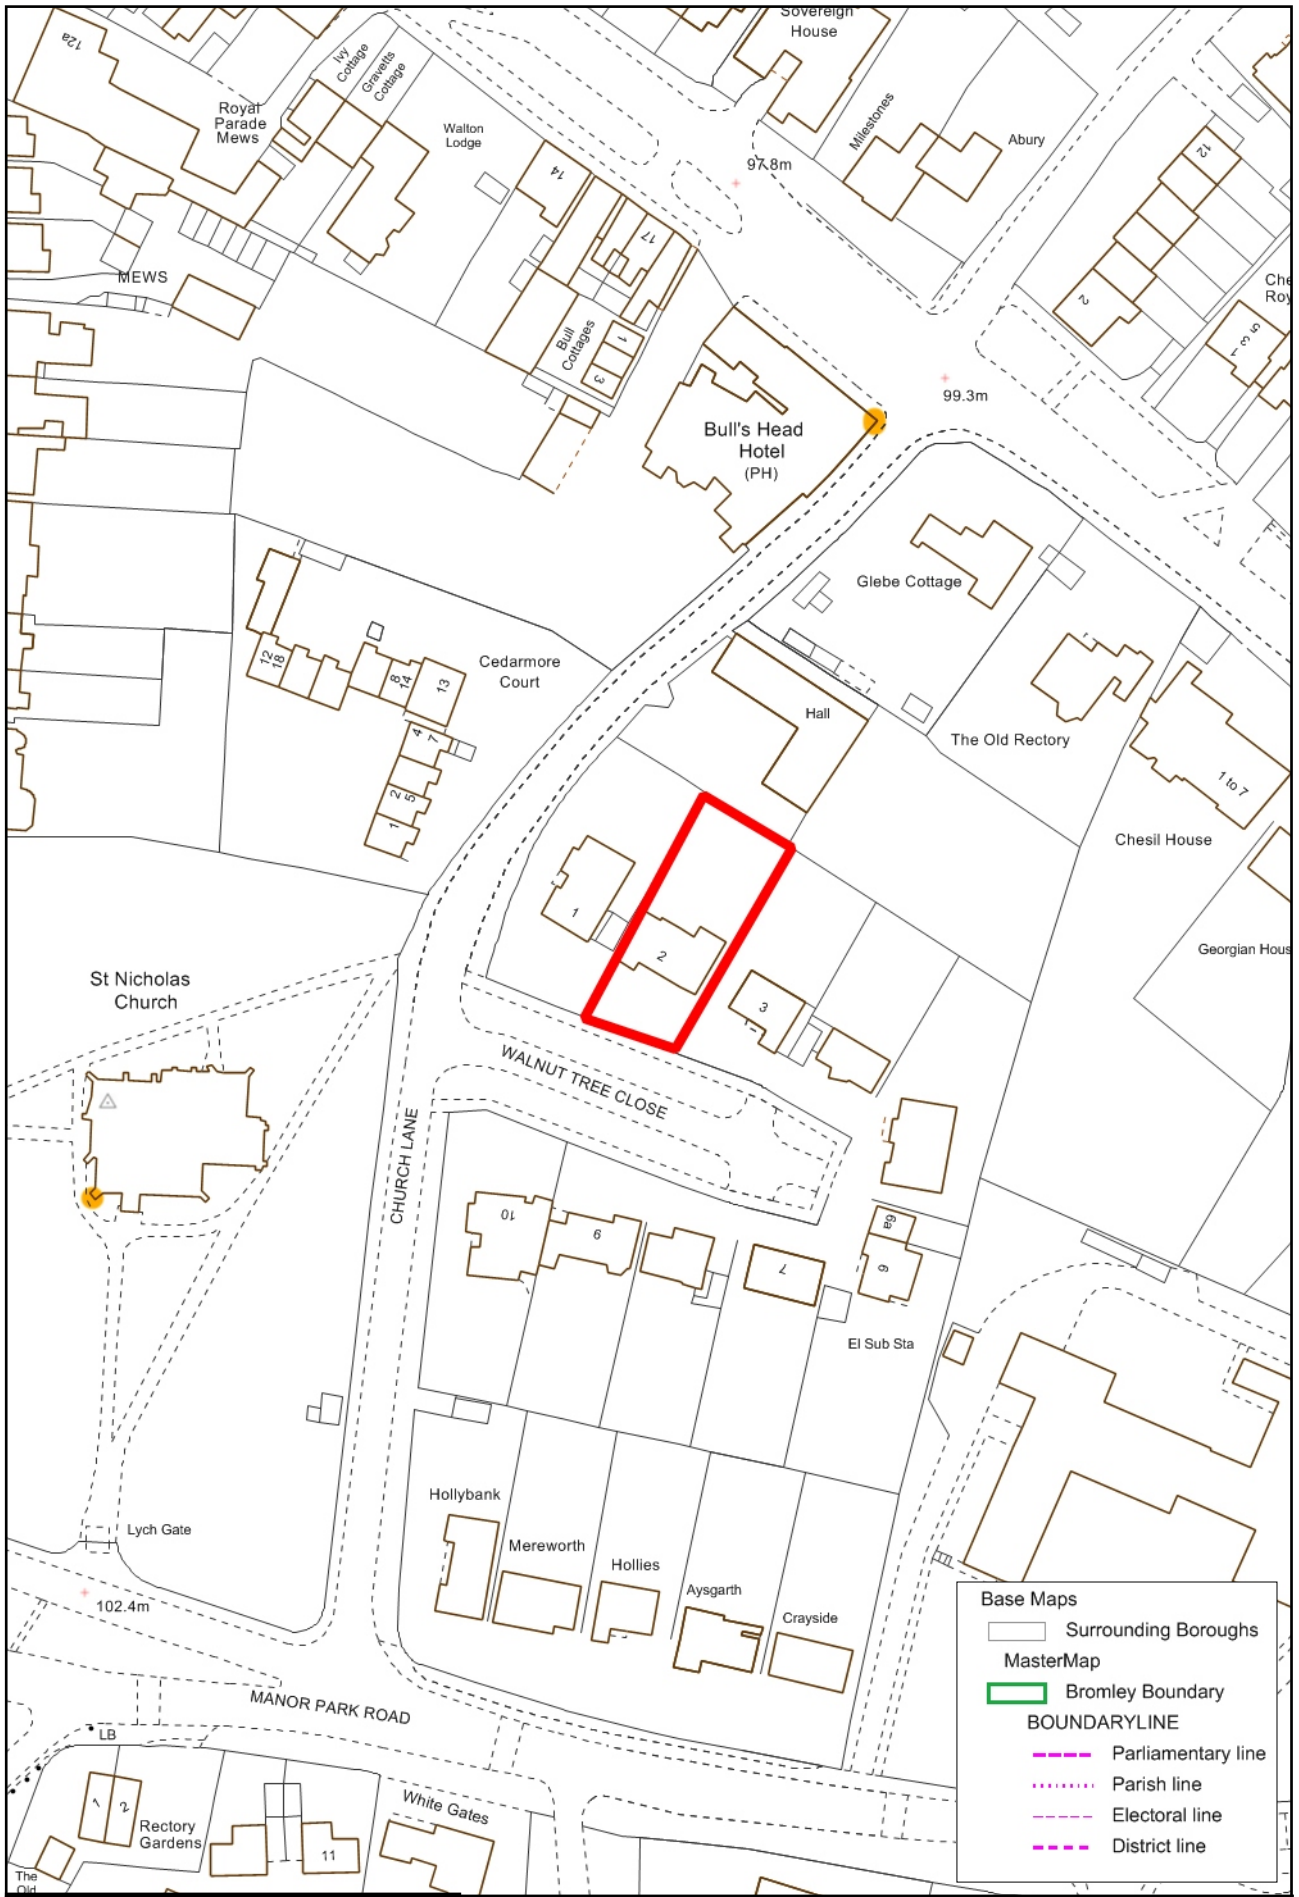 Sovereign
House
12a
Ivy
Cottage
Gravetts
Cottage
Royal
Parade
Mews
Walton
Lodge
Milestones
Abury
97.8m
14
17
12
2
MEWS
Bull
Cottages
1
3
5 3 1
99.3m
Bull's Head
Hotel
(PH)
Glebe Cottage
Cedarmore
Court
12
18
8
14
13
4
7
2
5
1
Hall
The Old Rectory
1 to 7
Chesil House
1
2
3
Georgian Hous
St Nicholas
Church
WALNUT TREE CLOSE
CHURCH LANE
10
9
7
6a
6
El Sub Sta
Hollybank
Mereworth
Hollies
Aysgarth
Crayside
Lych Gate
102.4m
MANOR PARK ROAD
LB
1
2
Rectory
Gardens
11
White Gates
The
Old
Base Maps
Surrounding Boroughs
MasterMap
Bromley Boundary
BOUNDARYLINE
Parliamentary line
Parish line
Electoral line
District line